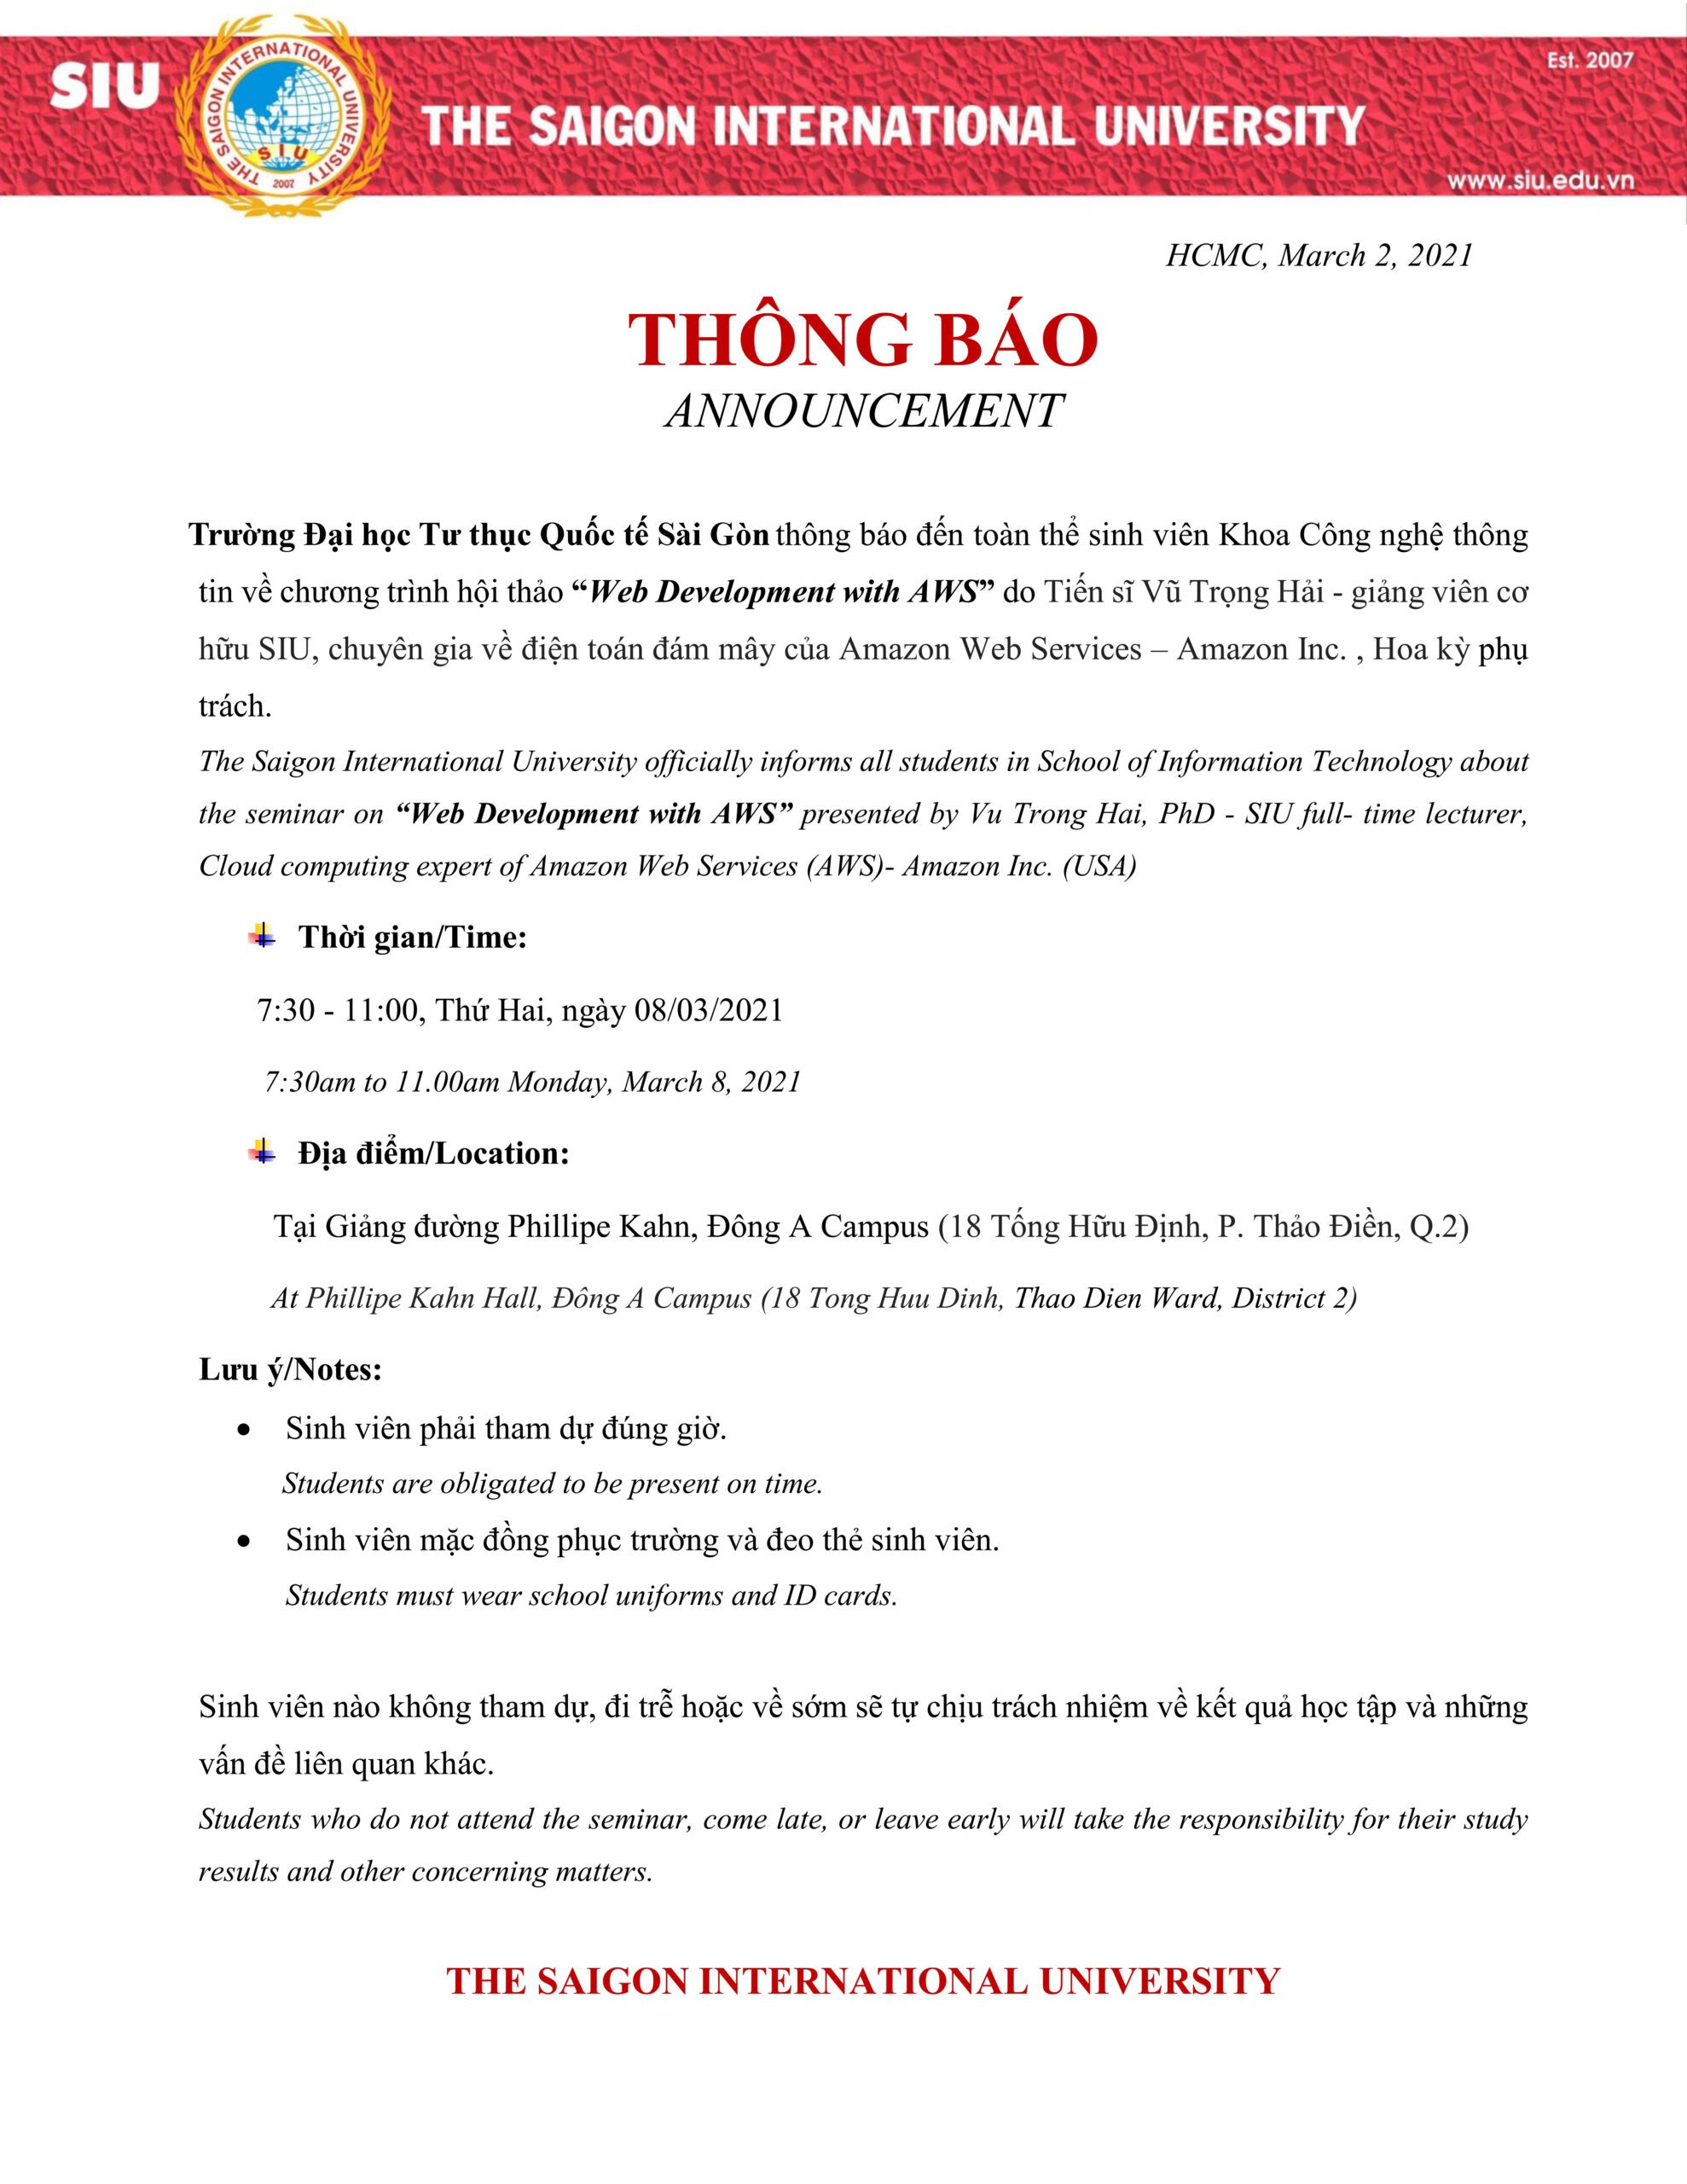 SIU
THE SAIGON INTERNATIONAL UNIVERSITY
SIU
2007
Est. 2007
THE SAIGON INTERNATIONAL UNIVERSITY
www.siu.edu.vn
HCMC, March 2, 2021
THÔNG BÁO
ANNOUNCEMENT
Trường Đại học Tư thục Quốc tế Sài Gòn thông báo đến toàn thể sinh viên Khoa Công nghệ thông
tin về chương trình hội thảo “Web Development with AWS” do Tiến sĩ Vũ Trọng Hải - giảng viên cơ
hữu SIU, chuyên gia về điện toán đám mây của Amazon Web Services – Amazon Inc. , Hoa kỳ phụ
trách.
The Saigon International University officially informs all students in School of Information Technology about
the seminar on “Web Development with AWS” presented by Vu Trong Hai, PhD - SIU full- time lecturer,
Cloud computing expert of Amazon Web Services (AWS)- Amazon Inc. (USA)
Thời gian/Time:
7:30 - 11:00, Thứ Hai, ngày 08/03/2021
7:30am to 11.00am Monday, March 8, 2021
Địa điểm/Location:
Tại Giảng đường Phillipe Kahn, Đông A Campus (18 Tống Hữu Định, P. Thảo Điền, Q.2)
At Phillipe Kahn Hall, Đông A Campus (18 Tong Huu Dinh, Thao Dien Ward, District 2)
Lưu ý/Notes:
• Sinh viên phải tham dự đúng giờ.
Students are obligated to be present on time.
• Sinh viên mặc đồng phục trường và đeo thẻ sinh viên.
Students must wear school uniforms and ID cards.
Sinh viên nào không tham dự, đi trễ hoặc về sớm sẽ tự chịu trách nhiệm về kết quả học tập và những
vấn đề liên quan khác.
Students who do not attend the seminar, come late, or leave early will take the responsibility for their study
results and other concerning matters.
THE SAIGON INTERNATIONAL UNIVERSITY